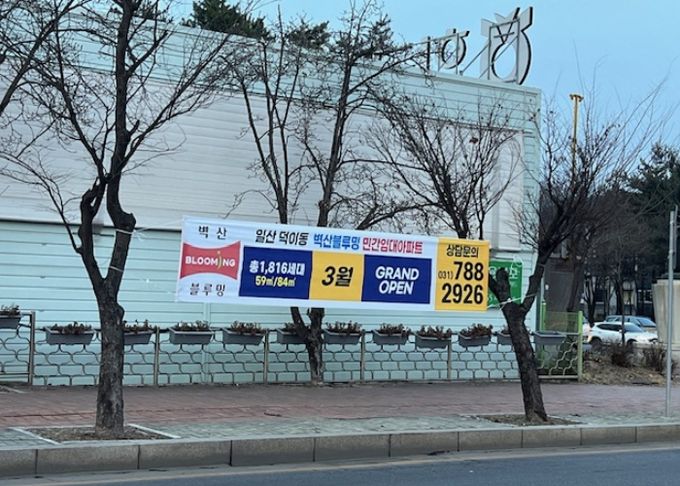 벽산
BLOOMING
블루밍
일산 덕이동 벽산블루밍 민간임대아파트
총1,816세대
59㎡/84㎡
3월
GRAND
OPEN
상담문의
031) 788
2926